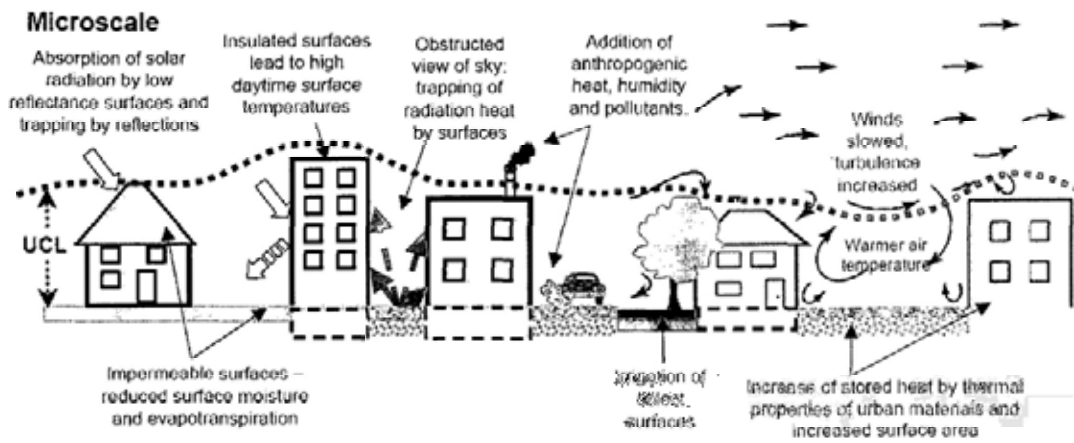 Microscale
Absorption of solar
radiation by low
reflectance surfaces and
trapping by reflections
Insulated surfaces
lead to high
daytime surface
temperatures
Obstructed
view of sky:
trapping of
radiation heat
by surfaces
Addition of
anthropogenic
heat, humidity
and pollutants.
Winds
slowed,
turbulence
increased
UCL
Warmer air
temperature
Impermeable surfaces –
reduced surface moisture
and evapotranspiration
of
surfaces
Increase of stored heat by thermal
properties of urban materials and
increased surface area